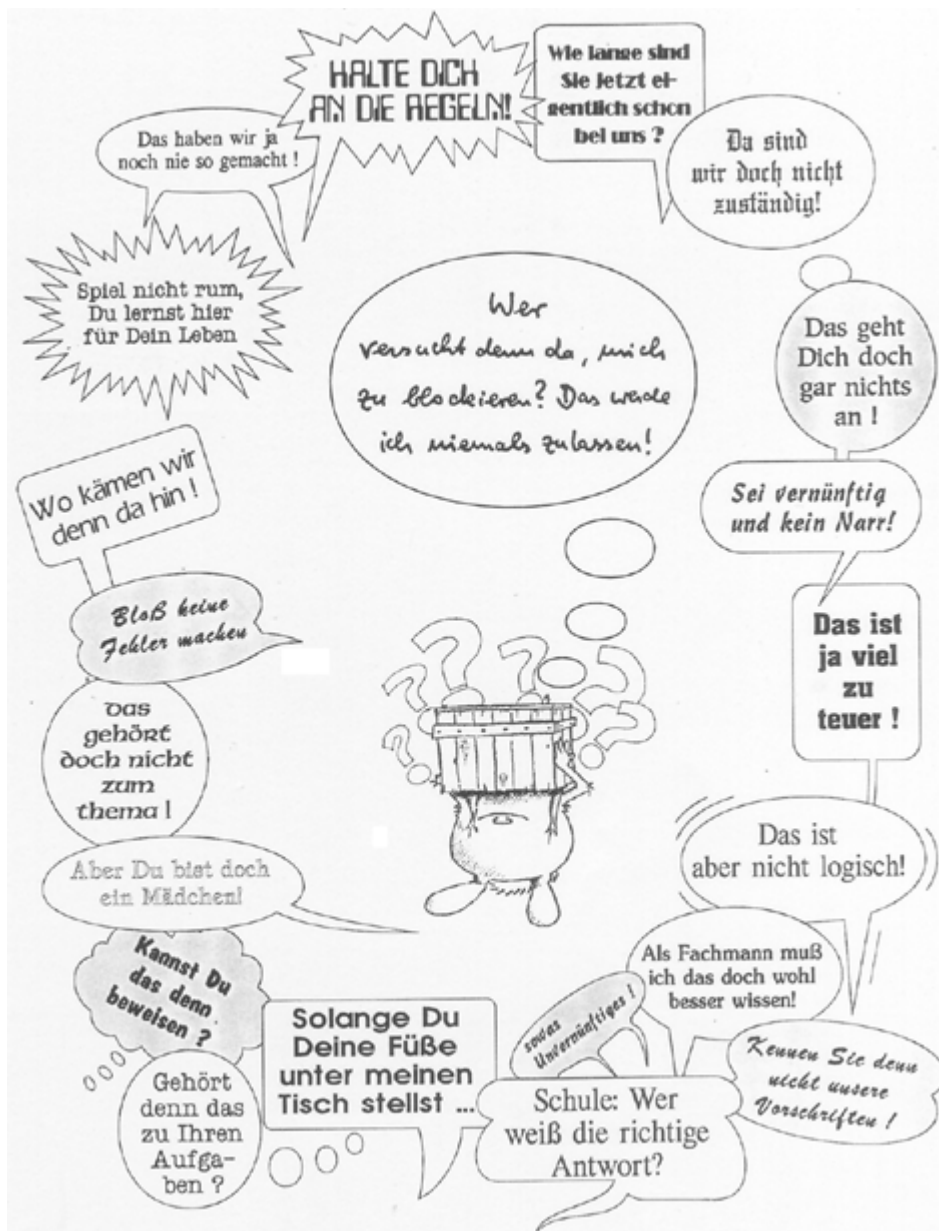 HALTE DICH
AN DIE REGELN!
Wie lange sind
Sie jetzt ei-
gentlich schon
bei uns ?
Das haben wir ja
noch nie so gemacht !
Da sind
wir doch nicht
zuständig!
Spiel nicht rum,
Du lernst hier
für Dein Leben
Wer
versucht denn da, mich
zu blockieren? Das werde
ich niemals zulassen!
Das geht
Dich doch
gar nichts
an !
Wo kämen wir
denn da hin !
Sei vernünftig
und kein Narr!
Bloß keine
Fehler machen
Das ist
ja viel
zu
teuer !
das
gehört
doch nicht
zum
thema !
Das ist
aber nicht logisch!
Aber Du bist doch
ein Mädchen!
Kannst Du
das denn
beweisen ?
Als Fachmann muß
ich das doch wohl
besser wissen!
sowas
Unvernünftiges !
Solange Du
Deine Füße
unter meinen
Tisch stellst ...
Kennen Sie denn
nicht unsere
Vorschriften !
Gehört
denn das
zu Ihren
Aufga-
ben ?
Schule: Wer
weiß die richtige
Antwort?